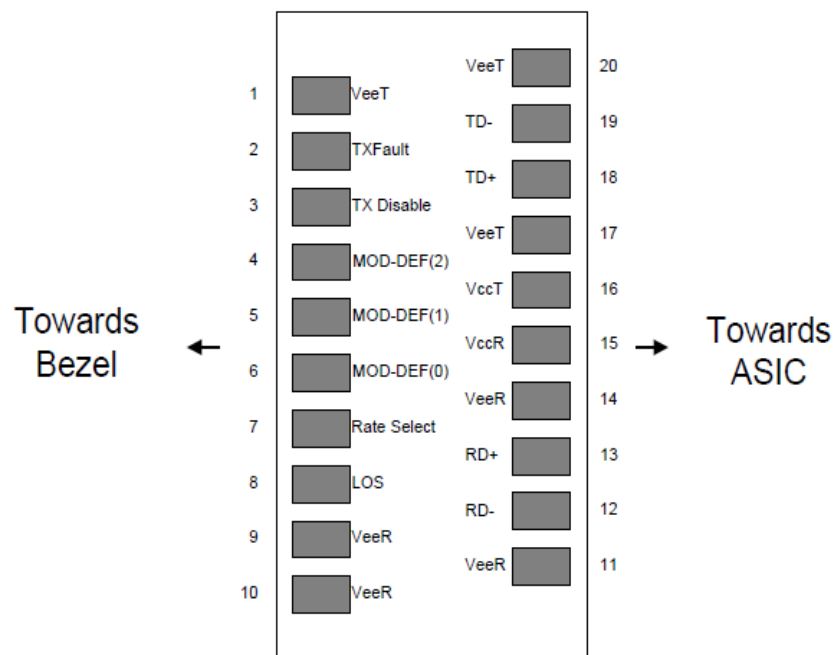 VeeT 20
1 VeeT
TD- 19
2 TXFault
TD+ 18
3 TX Disable
VeeT 17
4 MOD-DEF(2)
VccT 16
5 MOD-DEF(1)
Towards
Bezel
VccR 15
Towards
ASIC
6 MOD-DEF(0)
VeeR 14
7 Rate Select
RD+ 13
8 LOS
RD- 12
9 VeeR
VeeR 11
10 VeeR